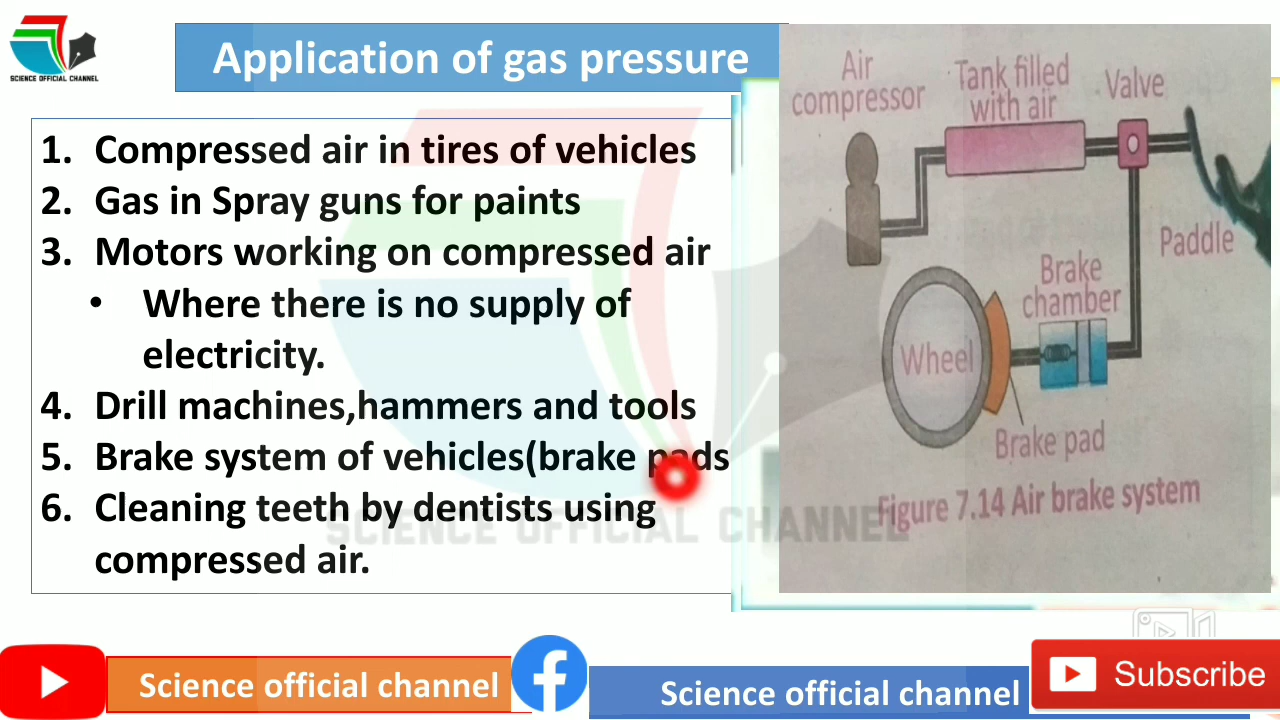 SCIENCE OFFICIAL CHANNEL
Application of gas pressure
1. Compressed air in tires of vehicles
2. Gas in Spray guns for paints
3. Motors working on compressed air
• Where there is no supply of
electricity.
4. Drill machines,hammers and tools
5. Brake system of vehicles(brake pads
6. Cleaning teeth by dentists using
compressed air.
SCIENCE OFFICIAL CHANNEL
Air
compressor
Tank filled
with air
Valve
Paddle
Brake
chamber
Wheel
Brake pad
Figure 7.14 Air brake system
Science official channel
Science official channel
Subscribe